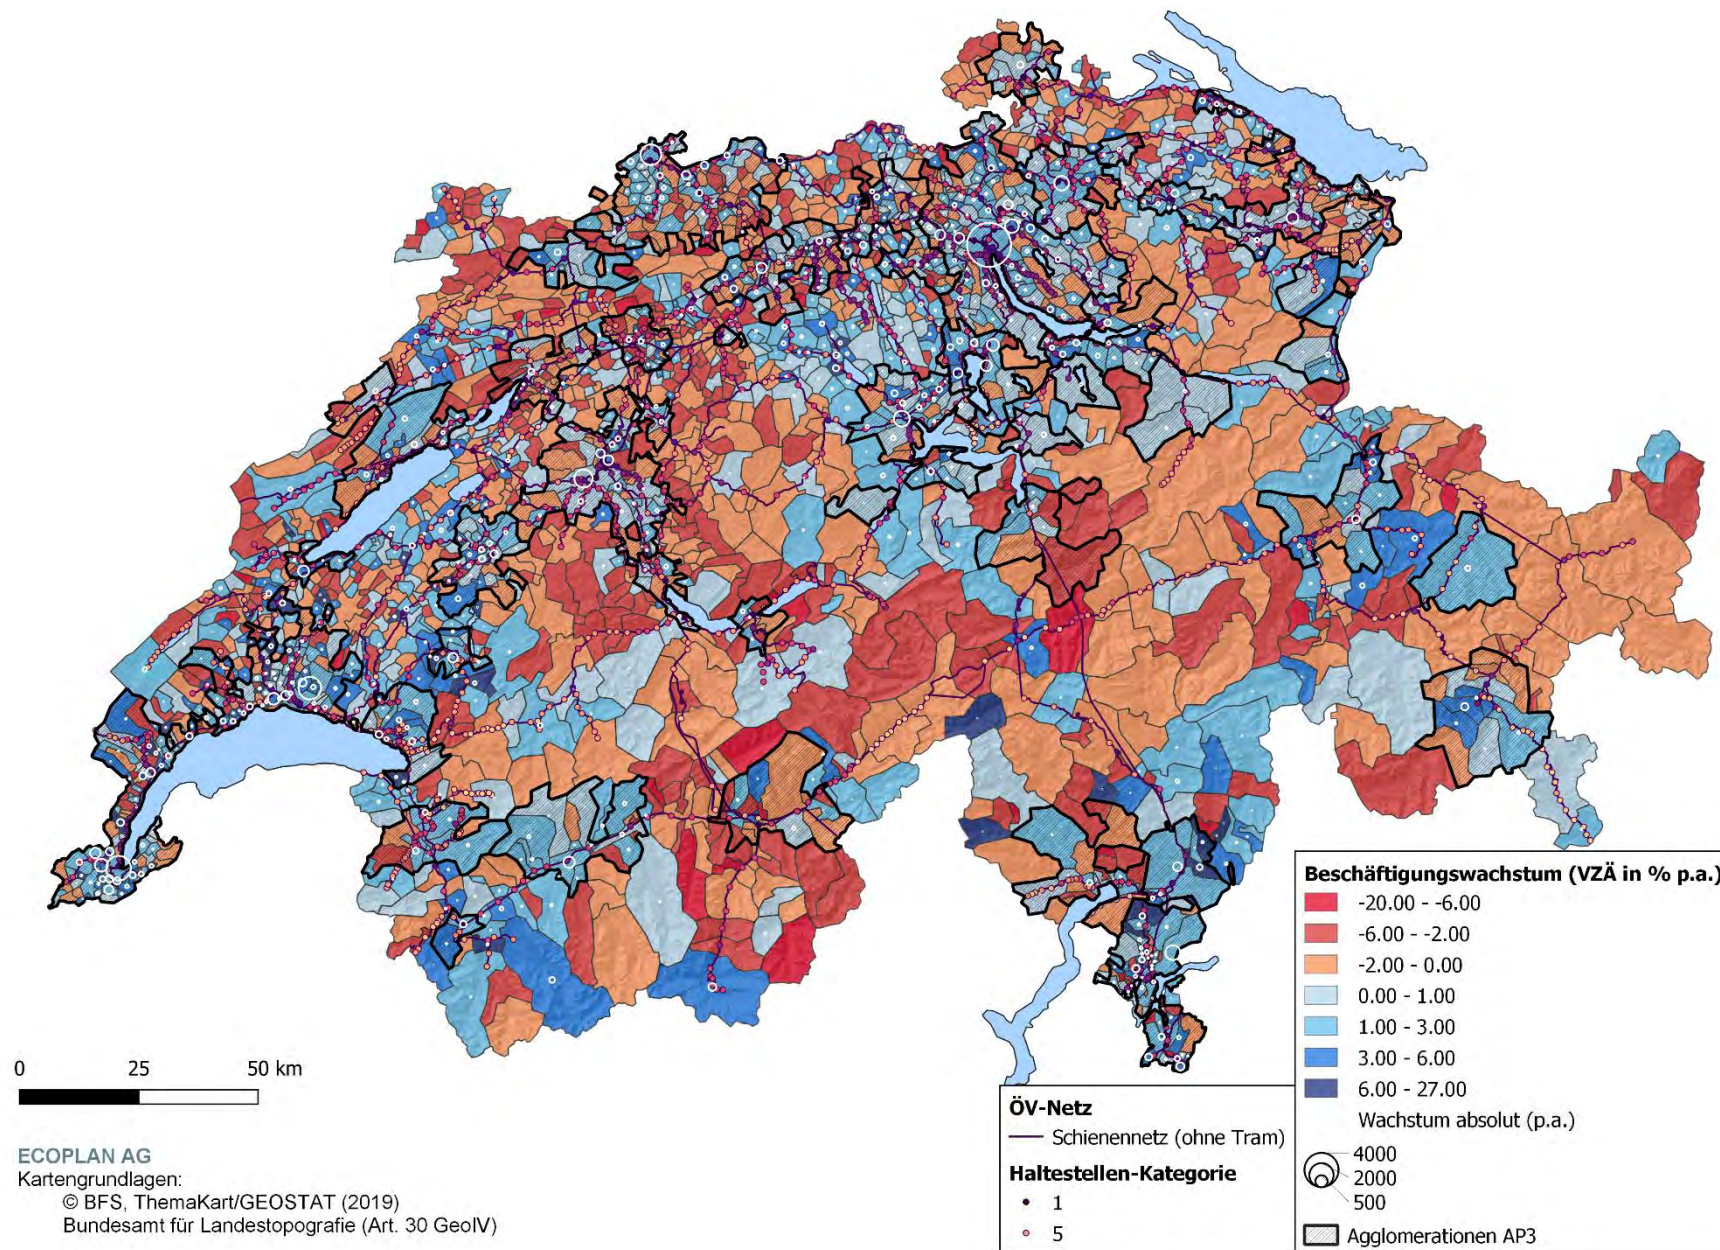 0 25 50 km
ECOPLAN AG
Kartengrundlagen:
© BFS, ThemaKart/GEOSTAT (2019)
Bundesamt für Landestopografie (Art. 30 GeoIV)
ÖV-Netz
Schienennetz (ohne Tram)
Haltestellen-Kategorie
1
5
Beschäftigungswachstum (VZÄ in % p.a.)
-20.00 - -6.00
-6.00 - -2.00
-2.00 - 0.00
0.00 - 1.00
1.00 - 3.00
3.00 - 6.00
6.00 - 27.00
Wachstum absolut (p.a.)
4000
2000
500
Agglomerationen AP3